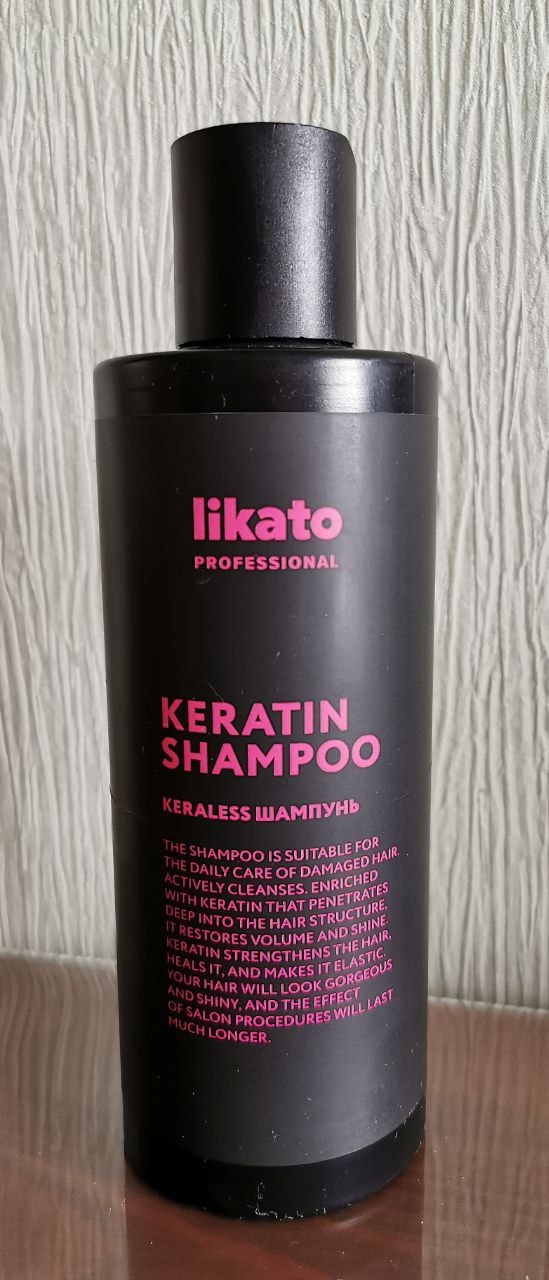 likato
PROFESSIONAL
KERATIN
SHAMPOO
KERALESS ШАМПУНЬ
THE SHAMPOO IS SUITABLE FOR
THE DAILY CARE OF DAMAGED HAIR.
ACTIVELY CLEANSES. ENRICHED
WITH KERATIN THAT PENETRATES
DEEP INTO THE HAIR STRUCTURE.
IT RESTORES VOLUME AND SHINE.
KERATIN STRENGTHENS THE HAIR,
HEALS IT, AND MAKES IT ELASTIC.
YOUR HAIR WILL LOOK GORGEOUS
AND SHINY, AND THE EFFECT
OF SALON PROCEDURES WILL LAST
MUCH LONGER.